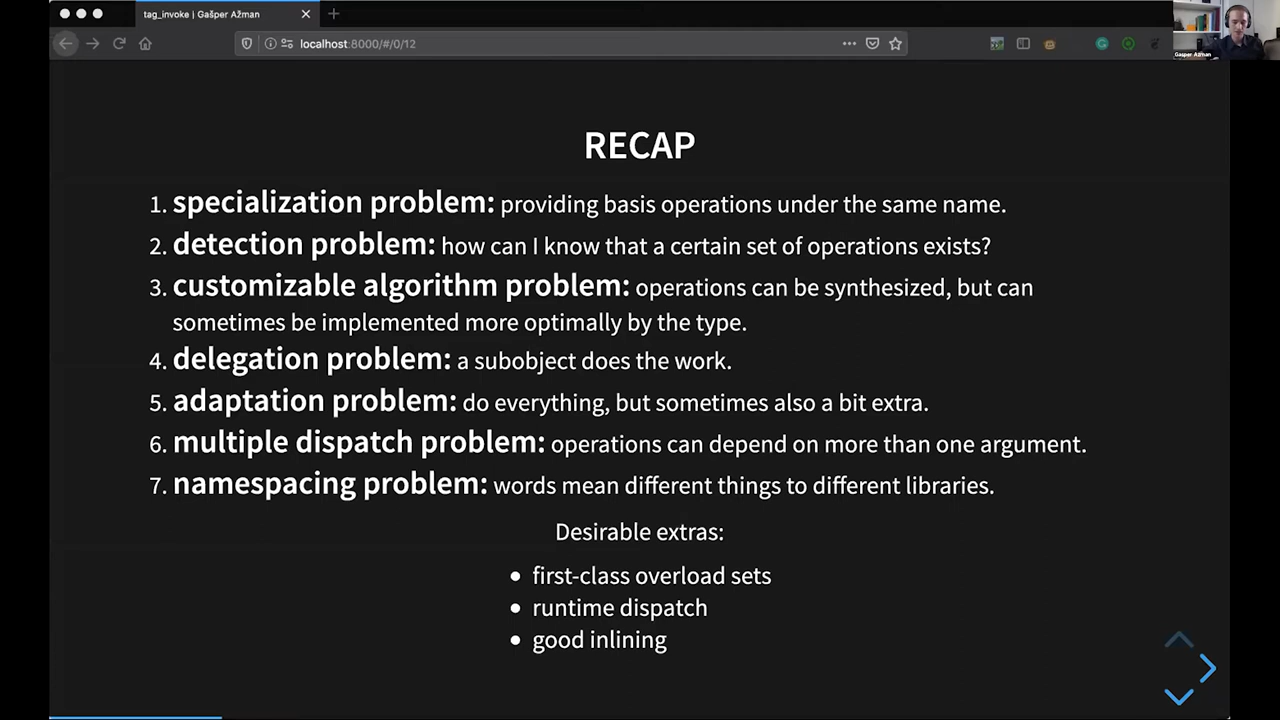 tag_invoke | Gašper Ažman
localhost:8000/#/0/12
Gašper Ažman
RECAP
1. specialization problem: providing basis operations under the same name.
2. detection problem: how can I know that a certain set of operations exists?
3. customizable algorithm problem: operations can be synthesized, but can
sometimes be implemented more optimally by the type.
4. delegation problem: a subobject does the work.
5. adaptation problem: do everything, but sometimes also a bit extra.
6. multiple dispatch problem: operations can depend on more than one argument.
7. namespacing problem: words mean different things to different libraries.
Desirable extras:
• first-class overload sets
• runtime dispatch
• good inlining